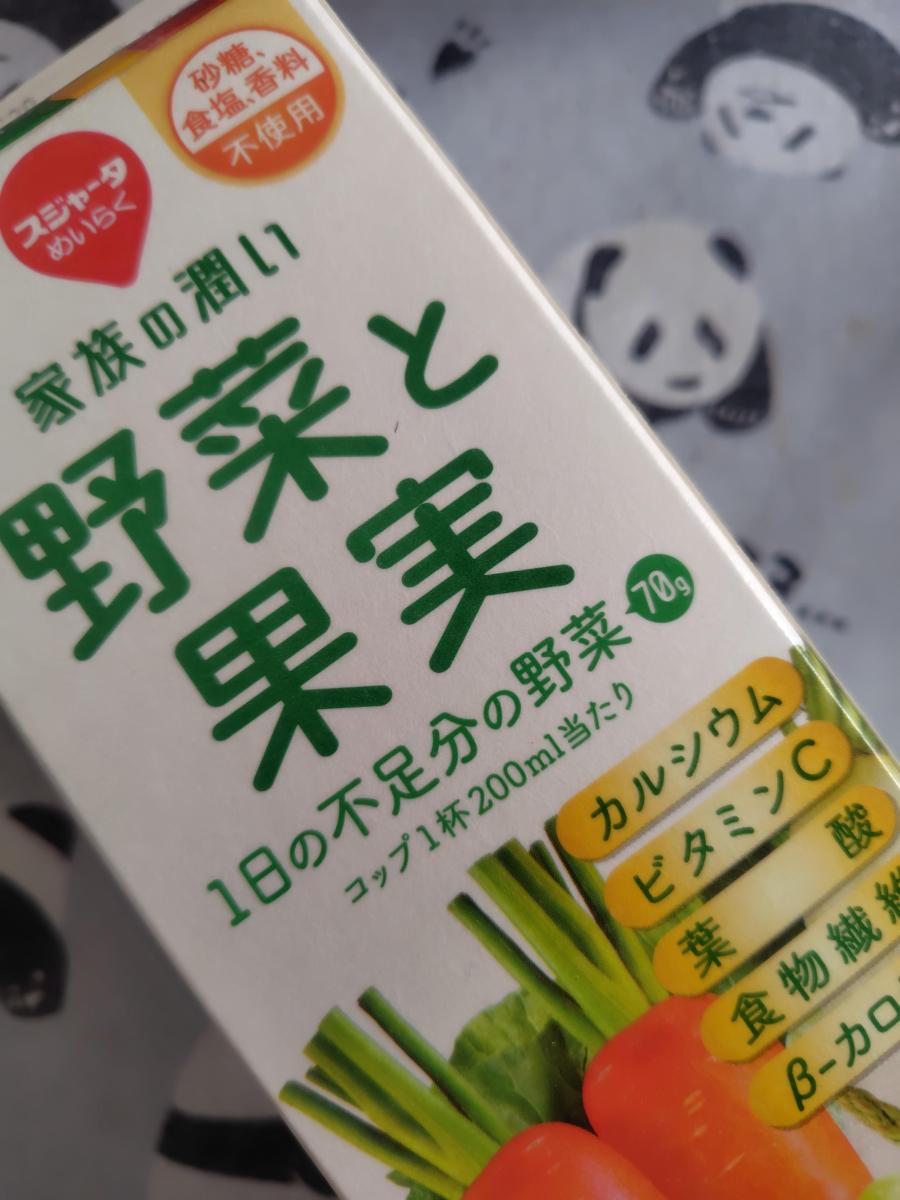 砂糖、
食塩、香料
不使用
スジャータ
めいらく
家族の潤い
野菜と
果実
1日の不足分の野菜 70g
コップ1杯200ml当たり
カルシウム
ビタミンC
葉酸
食物繊維
β-カロ